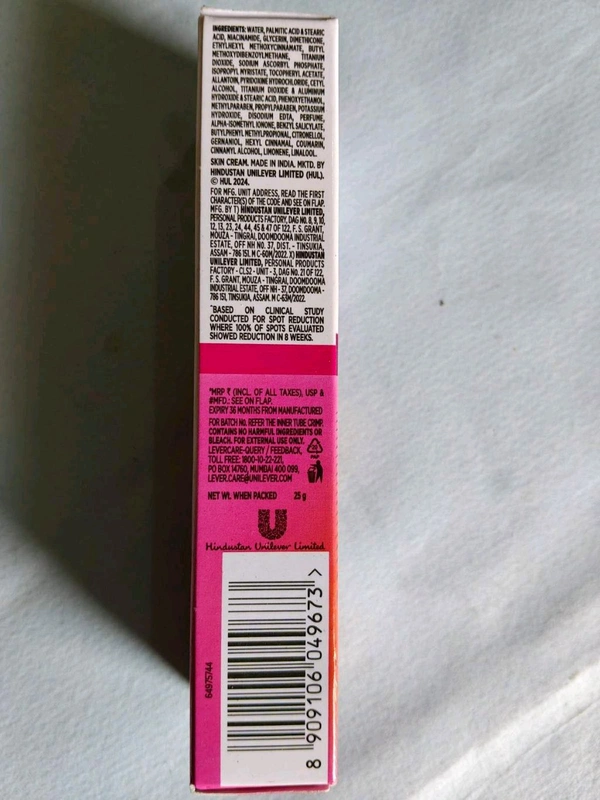 INGREDIENTS: WATER, PALMITIC ACID & STEARIC
ACID, NIACINAMIDE, GLYCERIN, DIMETHICONE,
ETHYLHEXYL METHOXYCINNAMATE, BUTYL
METHOXYDIBENZOYLMETHANE, TITANIUM
DIOXIDE, SODIUM ASCORBYL PHOSPHATE,
ISOPROPYL MYRISTATE, TOCOPHERYL ACETATE,
ALLANTOIN, PYRIDOXINE HYDROCHLORIDE, CETYL
ALCOHOL, TITANIUM DIOXIDE & ALUMINUM
HYDROXIDE & STEARIC ACID, PHENOXYETHANOL,
METHYLPARABEN, PROPYLPARABEN, POTASSIUM
HYDROXIDE, DISODIUM EDTA, PERFUME,
ALPHA-ISOMETHYL IONONE, BENZYL SALICYLATE,
BUTYLPHENYL METHYLPROPIONAL, CITRONELLOL,
GERNANIOL, HEXYL CINNAMAL, COUMARIN,
CINNAMYL ALCOHOL, LIMONENE, LINALOOL.
SKIN CREAM. MADE IN INDIA. MKTD. BY
HINDUSTAN UNILEVER LIMITED (HUL).
© HUL 2024.
FOR MFG. UNIT ADDRESS, READ THE FIRST
CHARACTER(S) OF THE CODE AND SEE ON FLAP.
MFG. BY T) HINDUSTAN UNILEVER LIMITED,
PERSONAL PRODUCTS FACTORY, DAG NO. 8, 9, 10,
12, 13, 23, 24, 44, 45 & 47 OF 122, F. S. GRANT,
MOUZA - TINGRAI, DOOMDOOMA INDUSTRIAL
ESTATE, OFF NH NO. 37, DIST. - TINSUKIA,
ASSAM - 786 151. M C-60M/2022. X) HINDUSTAN
UNILEVER LIMITED, PERSONAL PRODUCTS
FACTORY - CLS2 - UNIT - 3, DAG NO. 21 OF 122,
F. S. GRANT, MOUZA - TINGRAI, DOOMDOOMA
INDUSTRIAL ESTATE, OFF NH - 37, DOOMDOOMA -
786 151, TINSUKIA, ASSAM. M C-63M/2022.
*BASED ON CLINICAL STUDY
CONDUCTED FOR SPOT REDUCTION
WHERE 100% OF SPOTS EVALUATED
SHOWED REDUCTION IN 8 WEEKS.
*MRP ₹ (INCL. OF ALL TAXES), USP &
#MFD.: SEE ON FLAP.
EXPIRY 36 MONTHS FROM MANUFACTURED
FOR BATCH No. REFER THE INNER TUBE CRIMP.
CONTAINS NO HARMFUL INGREDIENTS OR
BLEACH. FOR EXTERNAL USE ONLY.
LEVERCARE-QUERY / FEEDBACK,
TOLL FREE: 1800-10-22-221,
PO BOX 14760, MUMBAI 400 099,
LEVER.CARE@UNILEVER.COM
NET Wt. WHEN PACKED 25 g
Hindustan Unilever Limited
64975744
8 909106 049673 >